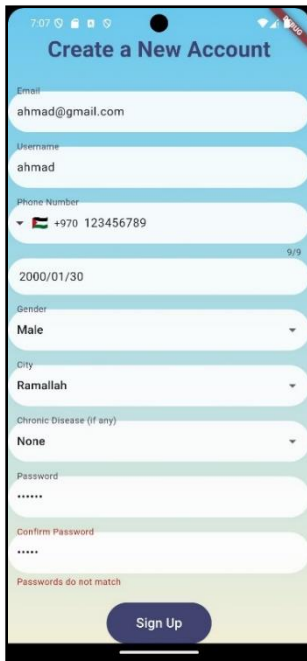 7:07
DEBUG
Create a New Account
Email
ahmad@gmail.com
Username
ahmad
Phone Number
+970 123456789
9/9
2000/01/30
Gender
Male
City
Ramallah
Chronic Disease (if any)
None
Password
••••••
Confirm Password
•••••
Passwords do not match
Sign Up